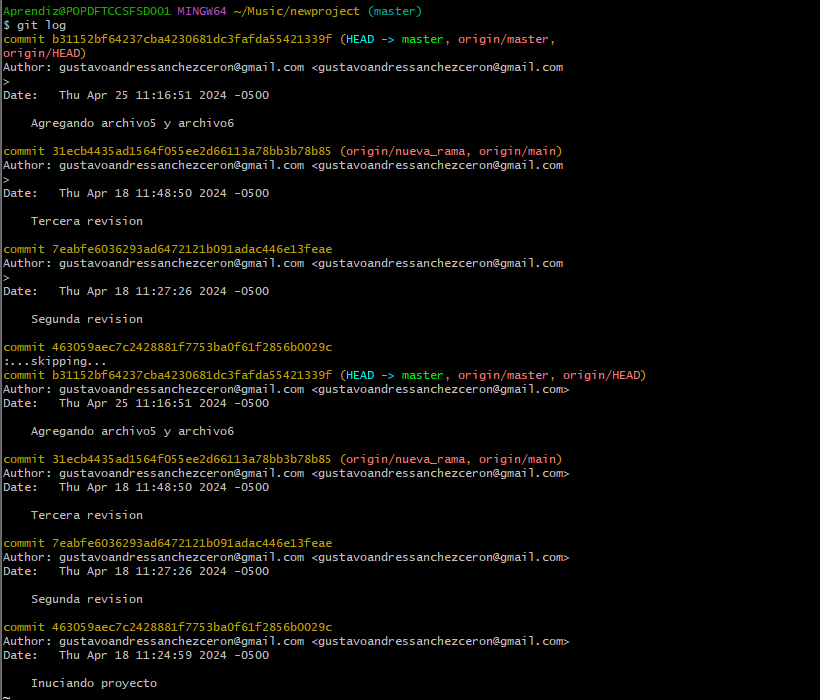 Aprendiz@POPDFTCCSFSD001 MINGW64 ~/Music/newproject (master)
$ git log
commit b31152bf64237cba4230681dc3fafda55421339f (HEAD -> master, origin/master,
origin/HEAD)
Author: gustavoandressanchezceron@gmail.com <gustavoandressanchezceron@gmail.com
>
Date:   Thu Apr 25 11:16:51 2024 -0500

    Agregando archivo5 y archivo6

commit 31ecb4435ad1564f055ee2d66113a78bb3b78b85 (origin/nueva_rama, origin/main)
Author: gustavoandressanchezceron@gmail.com <gustavoandressanchezceron@gmail.com
>
Date:   Thu Apr 18 11:48:50 2024 -0500

    Tercera revision

commit 7eabfe6036293ad6472121b091adac446e13feae
Author: gustavoandressanchezceron@gmail.com <gustavoandressanchezceron@gmail.com
>
Date:   Thu Apr 18 11:27:26 2024 -0500

    Segunda revision

commit 463059aec7c2428881f7753ba0f61f2856b0029c
:...skipping...
commit b31152bf64237cba4230681dc3fafda55421339f (HEAD -> master, origin/master, origin/HEAD)
Author: gustavoandressanchezceron@gmail.com <gustavoandressanchezceron@gmail.com>
Date:   Thu Apr 25 11:16:51 2024 -0500

    Agregando archivo5 y archivo6

commit 31ecb4435ad1564f055ee2d66113a78bb3b78b85 (origin/nueva_rama, origin/main)
Author: gustavoandressanchezceron@gmail.com <gustavoandressanchezceron@gmail.com>
Date:   Thu Apr 18 11:48:50 2024 -0500

    Tercera revision

commit 7eabfe6036293ad6472121b091adac446e13feae
Author: gustavoandressanchezceron@gmail.com <gustavoandressanchezceron@gmail.com>
Date:   Thu Apr 18 11:27:26 2024 -0500

    Segunda revision

commit 463059aec7c2428881f7753ba0f61f2856b0029c
Author: gustavoandressanchezceron@gmail.com <gustavoandressanchezceron@gmail.com>
Date:   Thu Apr 18 11:24:59 2024 -0500

    Inuciando proyecto
~